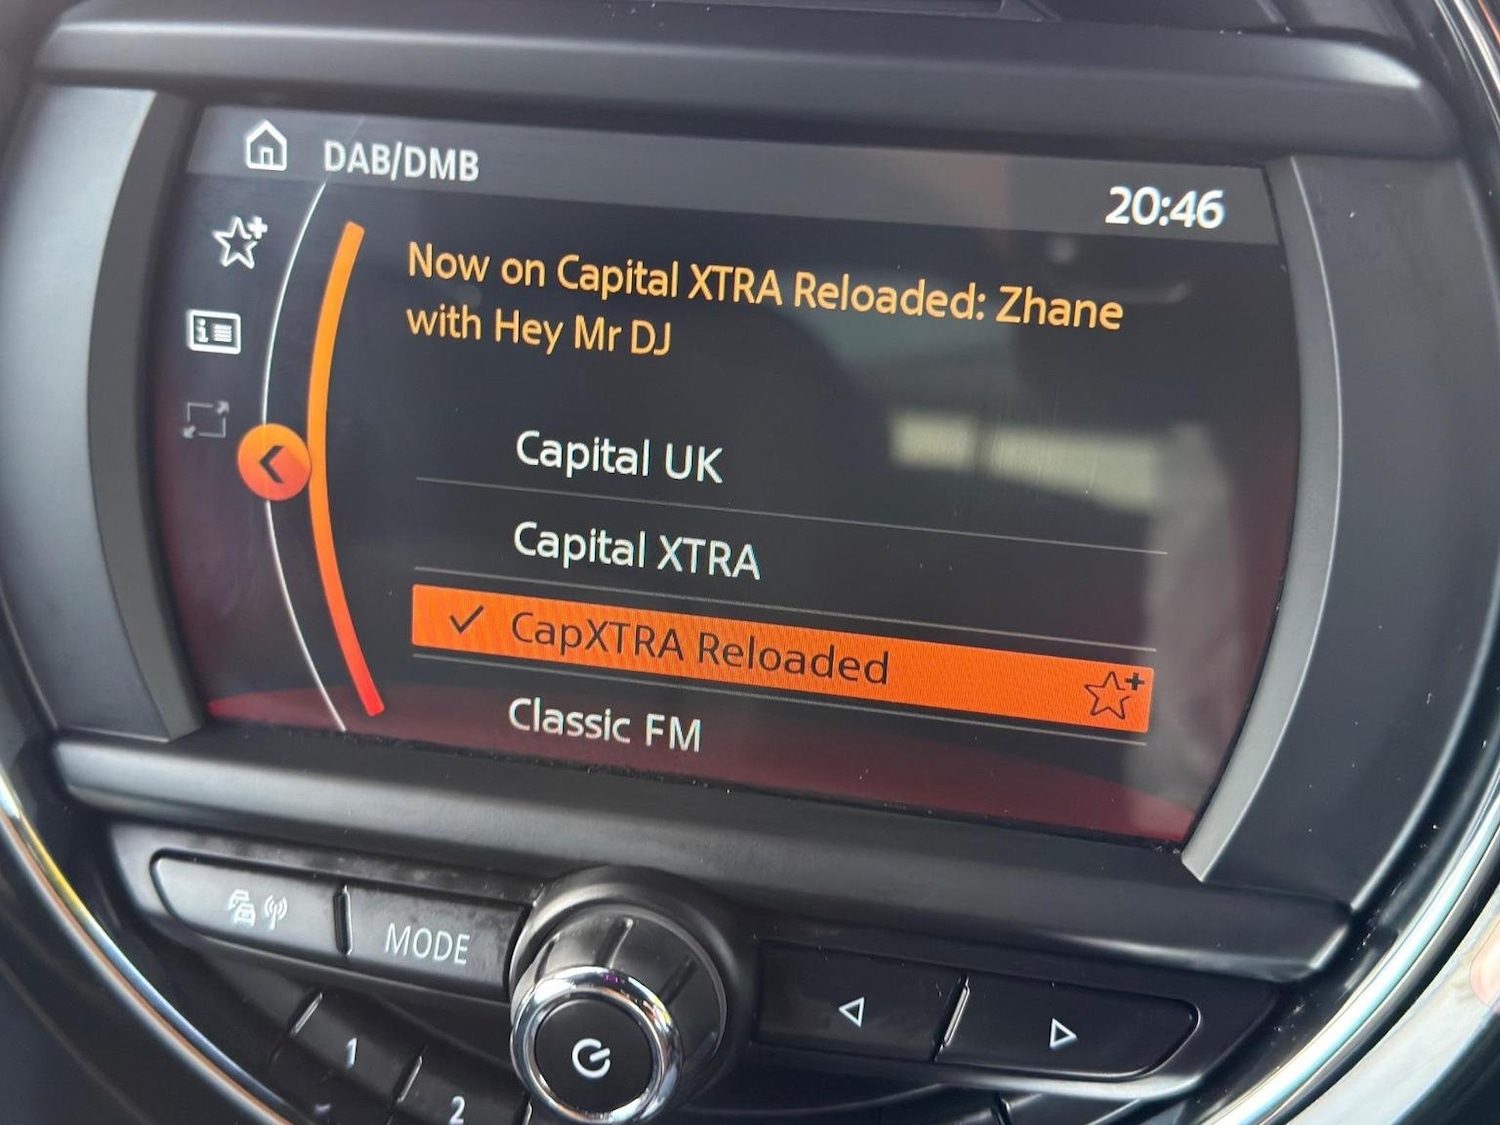 DAB/DMB
20:46
Now on Capital XTRA Reloaded: Zhane
with Hey Mr DJ
Capital UK
Capital XTRA
CapXTRA Reloaded
Classic FM
MODE
1
2